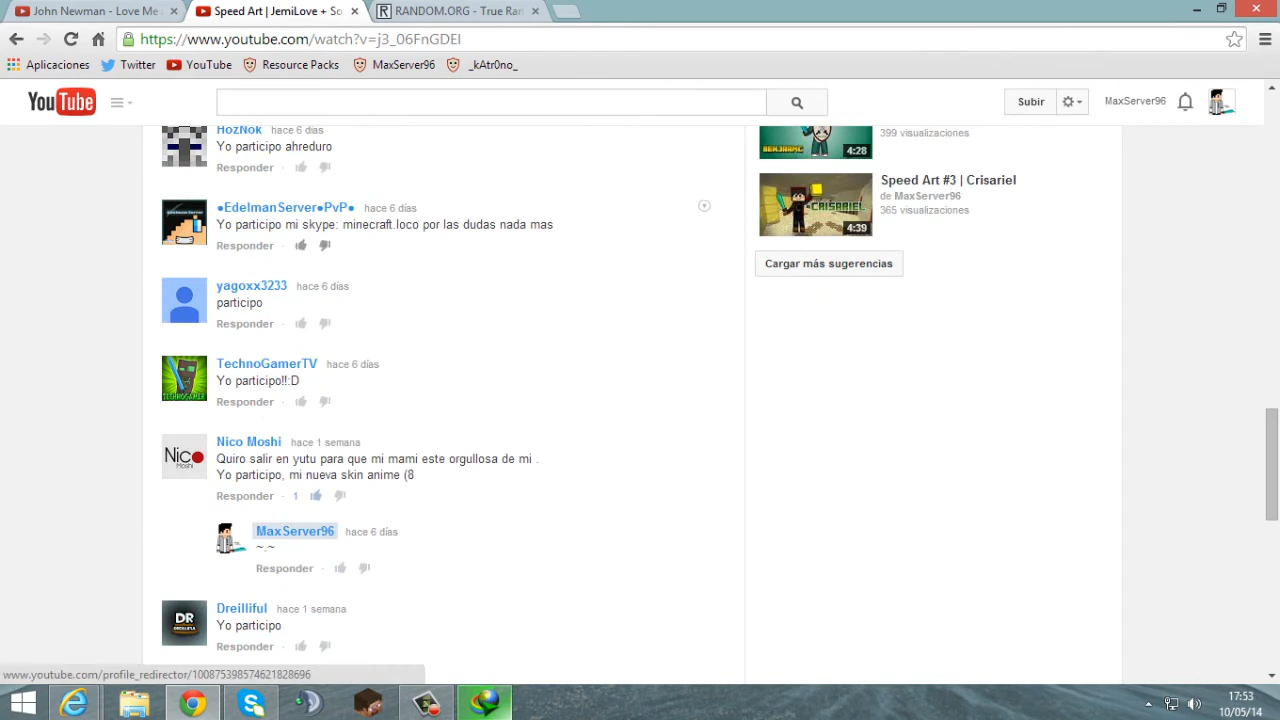 John Newman - Love Me
Speed Art | JemiLove + So
RANDOM.ORG - True Ran
https://www.youtube.com/watch?v=j3_06FnGDEI
Aplicaciones
Twitter
YouTube
Resource Packs
MaxServer96
_kAtr0no_
YouTube
Subir
MaxServer96
HozNok hace 6 días
Yo participo ahreduro
Responder
●EdelmanServer●PvP● hace 6 días
Yo participo mi skype: minecraft.loco por las dudas nada mas
Responder
yagoxx3233 hace 6 días
participo
Responder
TECHNOGAMER
TechnoGamerTV hace 6 días
Yo participo!!:D
Responder
Nico
Moshi
Nico Moshi hace 1 semana
Quiro salir en yutu para que mi mami este orgullosa de mi .
Yo participo, mi nueva skin anime (8
Responder · 1
MaxServer96 hace 6 días
~.~
Responder
DR
Dreilliful hace 1 semana
Yo participo
Responder
399 visualizaciones
4:28
Speed Art #3 | Crisariel
de MaxServer96
365 visualizaciones
CRISARIEL
4:39
Cargar más sugerencias
www.youtube.com/profile_redirector/100875398574621828696
17:53
10/05/14